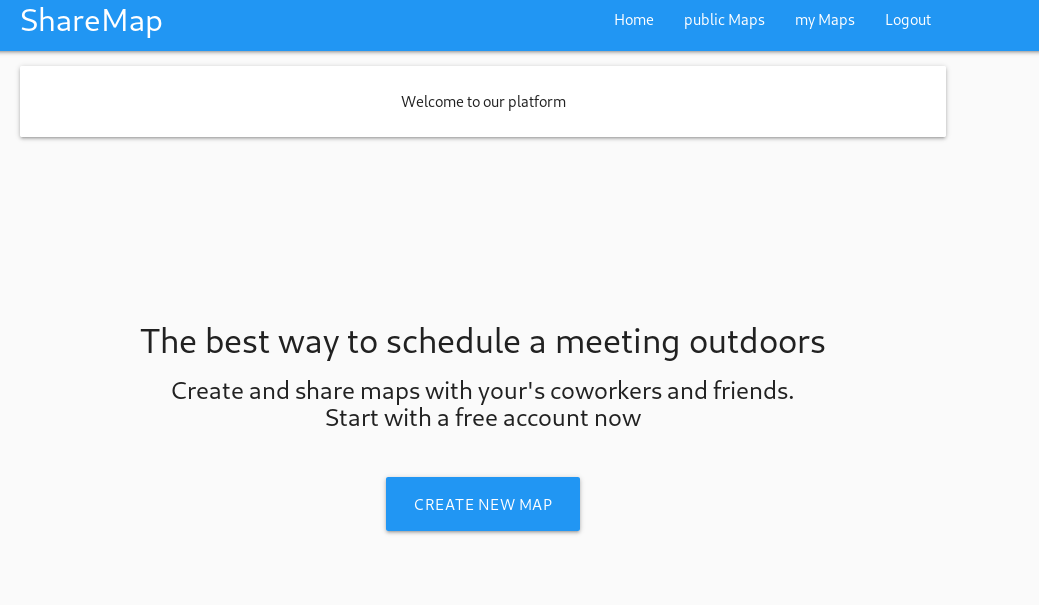 ShareMap
Home public Maps my Maps Logout
Welcome to our platform
The best way to schedule a meeting outdoors
Create and share maps with your's coworkers and friends.
Start with a free account now
CREATE NEW MAP